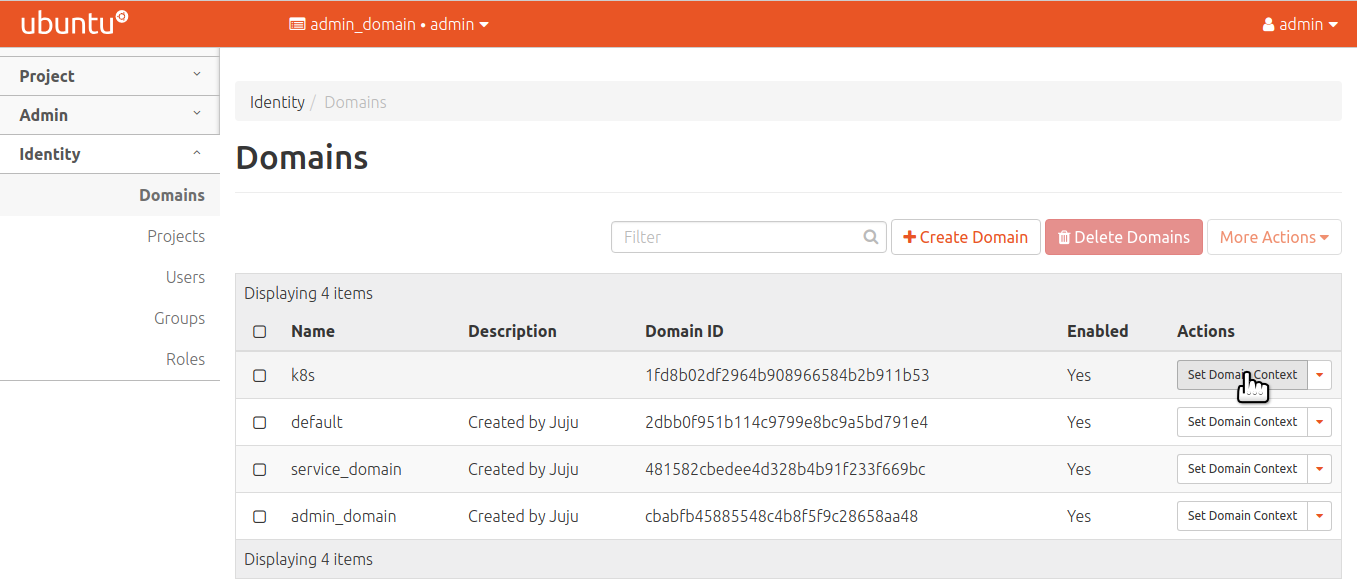 ubuntu admin_domain • admin admin
Project
Admin
Identity
Domains
Projects
Users
Groups
Roles
Identity / Domains
Domains
Filter Create Domain Delete Domains More Actions
Displaying 4 items
Name Description Domain ID Enabled Actions
k8s 1fd8b02df2964b908966584b2b911b53 Yes Set Domain Context
default Created by Juju 2dbb0f951b114c9799e8bc9a5bd791e4 Yes Set Domain Context
service_domain Created by Juju 481582cbedee4d328b4b91f233f669bc Yes Set Domain Context
admin_domain Created by Juju cbabfb45885548c4b8f5f9c28658aa48 Yes Set Domain Context
Displaying 4 items